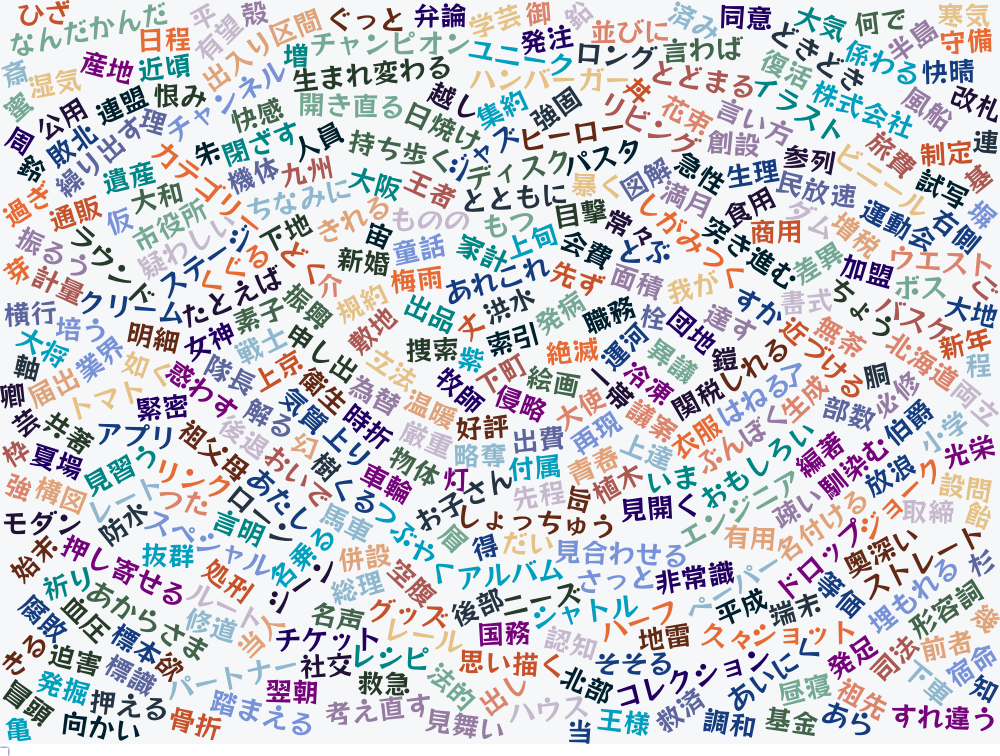 ひざ
なんだかんだ
平
殻
有望
区間
ぐっと
弁論
学芸
御
船
並びに
済み
同意
大気
何で
寒気
半島
守備
日程
出入り
増
チャンピオン
ユニーク
発注
ロング
言わば
どきどき
係わる
快晴
斎
湿気
産地
近頃
チャンネル
生まれ変わる
ハンバーガー
とどまる
復活
イラスト
株式会社
風船
改札
蜜
公用
連盟
恨み
快感
開き直る
日焼け
越し
集約
強固
丼
リビング
花束
言い方
創設
周
敗北
繰り出す
理
朱
閉ざす
人員
持ち歩く
ジャズ
ビーロー
ディスク
パスタ
急性
生理
参列
ビニール
旅費
制定
連
鈴
遺産
カテゴリー
機体
九州
大阪
王者
とともに
暴く
図解
満月
食用
民放
速
試写
基
過ぎ
通販
仮
大和
市役所
ちなみに
きれる
ものの
もつ
目撃
常々
しがみつく
突き進む
商用
ダム
増税
運動会
右側
堀
振るう
ラウンド
疑わしい
ステージ
くぐる
下地
どく
宙
新婚
童話
家計
上旬
会費
とぶ
差異
加盟
ウエスト
芽
計量
クリーム
たとえば
介
規約
梅雨
あれこれ
先ず
面積
我が
すか
書式
ちょう
ボス
バスケ
大地
横行
培う
明細
女神
素子
振興
敷地
出品
丈
洪水
発病
職務
栓
団地
達す
近づける
無茶
北海道
新年
大将
軸
業界
如く
戦士
申し出
捜索
紫
索引
絶滅
運河
異議
鎧
しれる
程
卿
届出
トマト
惑わす
隊長
上京
衛生
立法
牧師
下町
絵画
一筆
冷凍
関税
はねる
了
胴
必修
両立
芸
共著
アプリ
緊密
解る
気質
為替
温暖
侵略
大使
議案
衣服
生成
部数
伯爵
小学
枠
夏場
見習う
祖父母
後退
幻
上り
時折
厳重
好評
出費
再現
上達
ぶん
ぼく
おもしろい
編著
馴染む
光栄
強
構図
レート
リンク
つた
あたし
おいで
樹
くる
車輪
物体
略奪
灯
付属
青春
植木
いま
エンジニア
疎い
放浪
ジョーク
設問
モダン
防水
スペシャル
言明
ローン
馬車
つぶやく
お子さん
先程
旨
見開く
名付ける
取締
飴
始末
押し寄せる
抜群
処刑
名乗る
併設
しょっちゅう
眉
得
だい
見合わせる
有用
ペーパー
ドロップ
奥深い
ストレート
杉
祈り
あからさま
ルート
シーン
総理
空腹
アルバム
さっと
非常識
等価
埋もれる
腐敗
血圧
修道
当人
名声
グッズ
後部
ニーズ
シャトル
ハーフ
平成
端末
形容詞
きる
迫害
標本
欲
チケット
レール
国務
認知
地雷
スタジオ
ショット
発足
司法
前者
発掘
標識
パートナー
社交
レシピ
思い描く
そそる
コレクション
あいにく
下車
宿命
冒頭
押える
翌朝
救急
法的
出し
北部
昼寝
祖先
知
亀
向かい
骨折
踏まえる
考え直す
見舞い
ハウス
当
王様
救済
調和
基金
あら
すれ違う